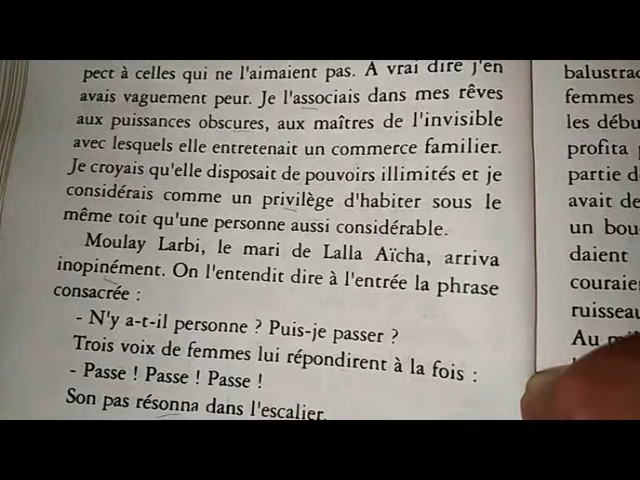 pect à celles qui ne l'aimaient pas. A vrai dire j'en
avais vaguement peur. Je l'associais dans mes rêves
aux puissances obscures, aux maîtres de l'invisible
avec lesquels elle entretenait un commerce familier.
Je croyais qu'elle disposait de pouvoirs illimités et je
considérais comme un privilège d'habiter sous le
même toit qu'une personne aussi considérable.
Moulay Larbi, le mari de Lalla Aïcha, arriva
inopinément. On l'entendit dire à l'entrée la phrase
consacrée :
- N'y a-t-il personne ? Puis-je passer ?
Trois voix de femmes lui répondirent à la fois :
- Passe ! Passe ! Passe !
Son pas résonna dans l'escalier.
femmes
les débu
profita
partie d
avait de
un bou
daient
couraie
ruissea
Au